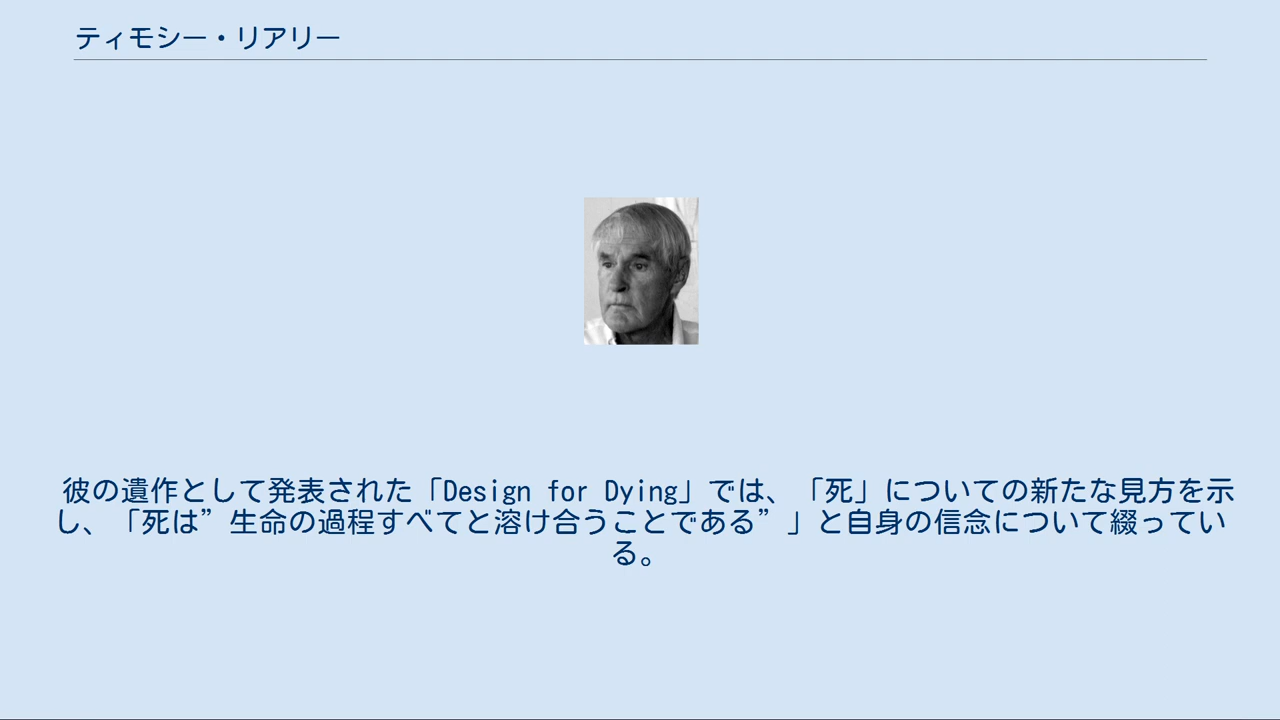 ティモシー・リアリー
彼の遺作として発表された「Design for Dying」では、「死」についての新たな見方を示
し、「死は”生命の過程すべてと溶け合うことである”」と自身の信念について綴ってい
る。